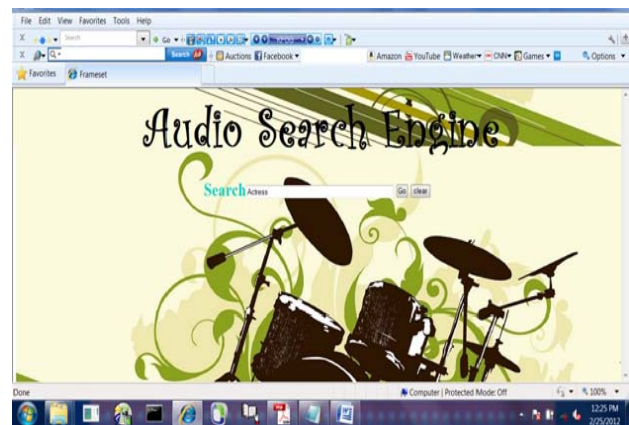 File Edit View Favorites Tools Help
X Search Go
X Search Auctions Facebook Amazon YouTube Weather CNN Games Options
Favorites Frameset
Audio Search Engine
Search Actress Go clear
Done Computer | Protected Mode: Off 100%
12:25 PM
2/25/2012